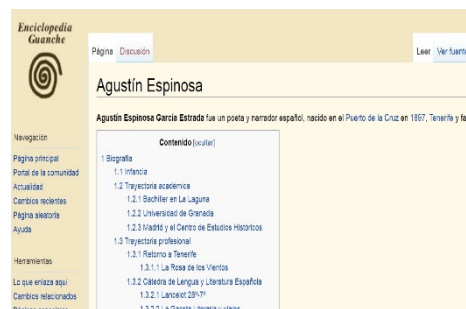 Enciclopedia
Guanche
Página Discusión
Leer Ver fuente
Agustín Espinosa
Agustín Espinosa García Estrada fue un poeta y narrador español, nacido en el Puerto de la Cruz en 1897, Tenerife y fa
Navegación
Página principal
Portal de la comunidad
Actualidad
Cambios recientes
Página aleatoria
Ayuda
Herramientas
Lo que enlaza aquí
Cambios relacionados
Contenido [ocultar]
1 Biografía
1.1 Infancia
1.2 Trayectoria académica
1.2.1 Bachiller en La Laguna
1.2.2 Universidad de Granada
1.2.3 Madrid y el Centro de Estudios Históricos
1.3 Trayectoria profesional
1.3.1 Retorno a Tenerife
1.3.1.1 La Rosa de los Vientos
1.3.2 Cátedra de Lengua y Literatura Española
1.3.2.1 Lancelot 28º-7º